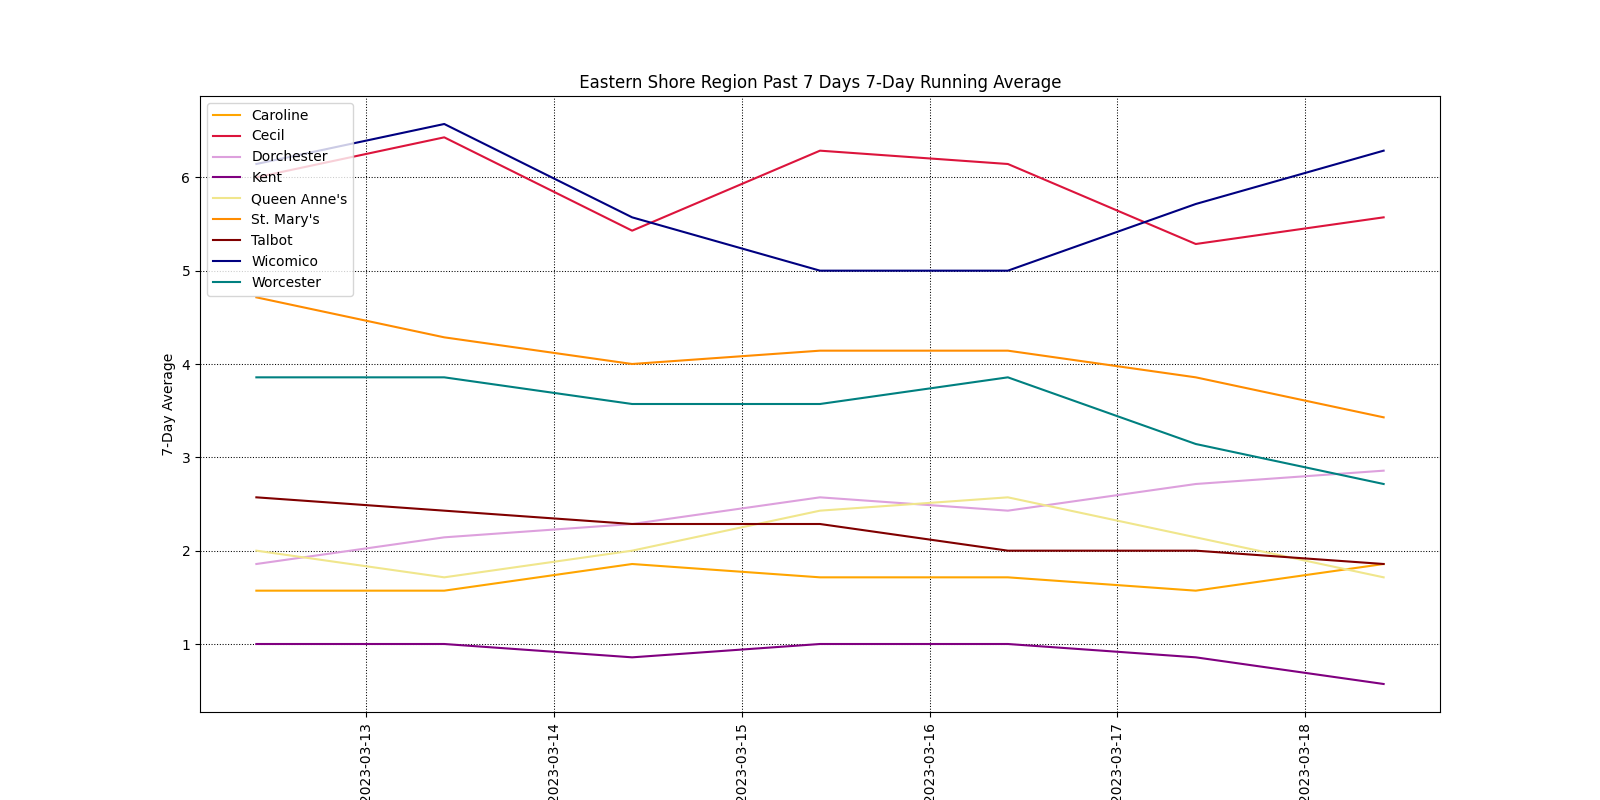 Eastern Shore Region Past 7 Days 7-Day Running Average
Caroline
Cecil
Dorchester
Kent
Queen Anne's
St. Mary's
Talbot
Wicomico
Worcester
7-Day Average
6
5
4
3
2
1
2023-03-13
2023-03-14
2023-03-15
2023-03-16
2023-03-17
2023-03-18